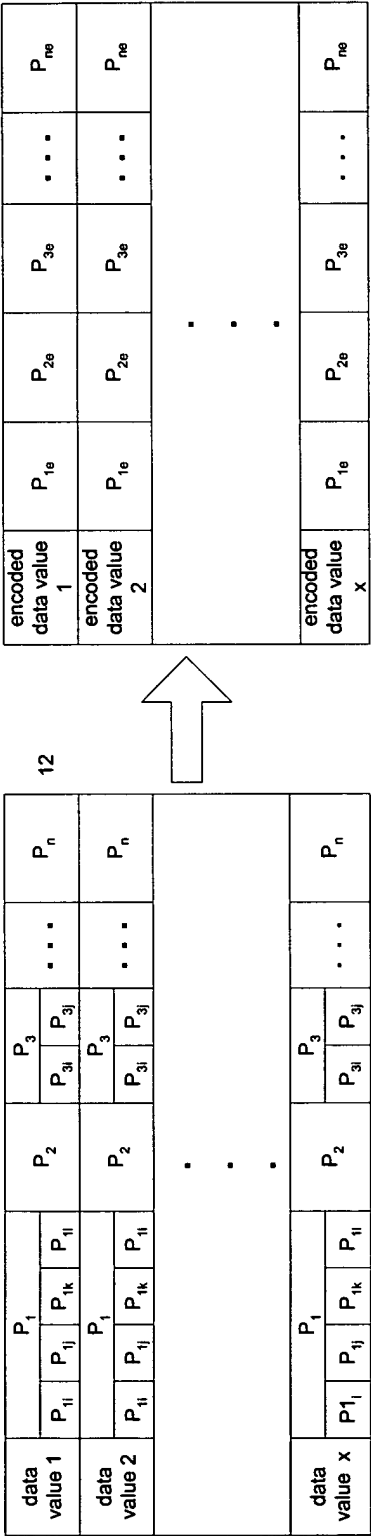 data value 1 P₁ P₂ P₃ . . . Pₙ
P₁ᵢ P₁ⱼ P₁ₖ P₁ₗ P₃ᵢ P₃ⱼ
data value 2 P₁ P₂ P₃ . . . Pₙ
P₁ᵢ P₁ⱼ P₁ₖ P₁ₗ P₃ᵢ P₃ⱼ
. . .
data value x P₁ P₂ P₃ . . . Pₙ
P1ᵢ P₁ⱼ P₁ₖ P₁ₗ P₃ᵢ P₃ⱼ
12
encoded data value 1 P₁ₑ P₂ₑ P₃ₑ . . . Pₙₑ
encoded data value 2 P₁ₑ P₂ₑ P₃ₑ . . . Pₙₑ
. . .
encoded data value x P₁ₑ P₂ₑ P₃ₑ . . . Pₙₑ